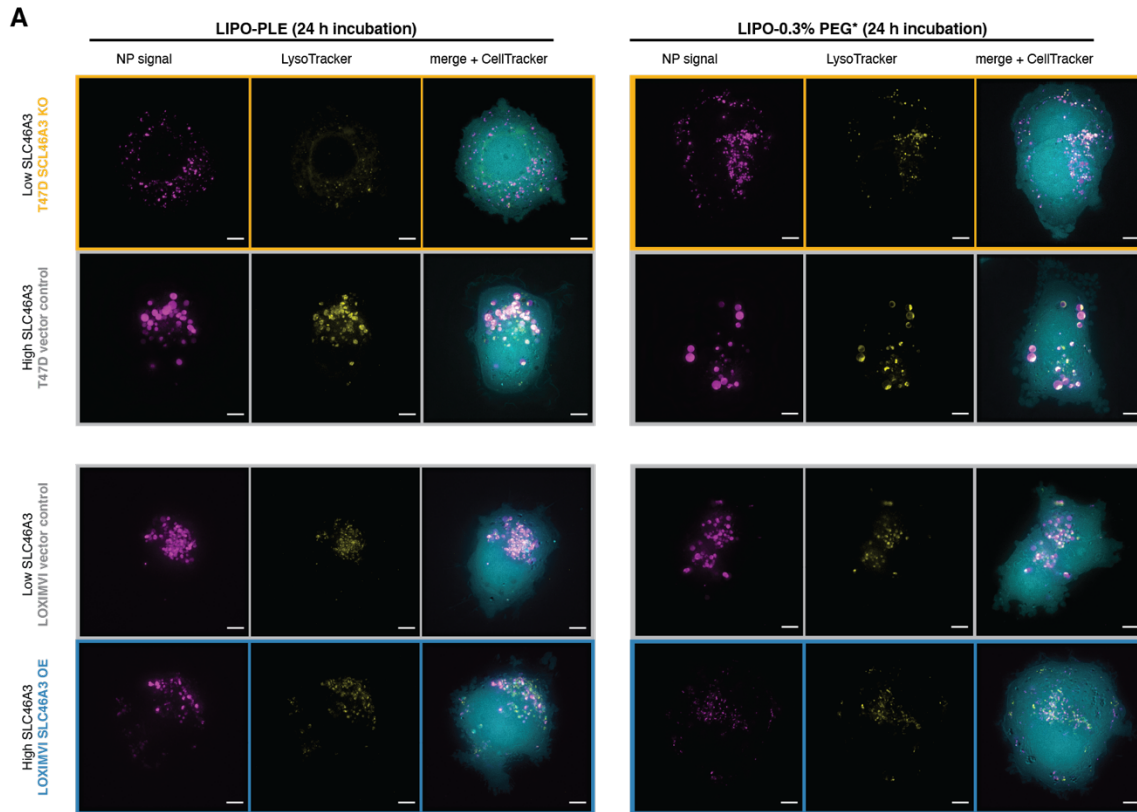 A
LIPO-PLE (24 h incubation)
LIPO-0.3% PEG* (24 h incubation)
NP signal
LysoTracker
merge + CellTracker
NP signal
LysoTracker
merge + CellTracker
Low SLC46A3
T47D SCL46A3 KO
High SLC46A3
T47D vector control
Low SLC46A3
LOXIMVI vector control
High SLC46A3
LOXIMVI SLC46A3 OE